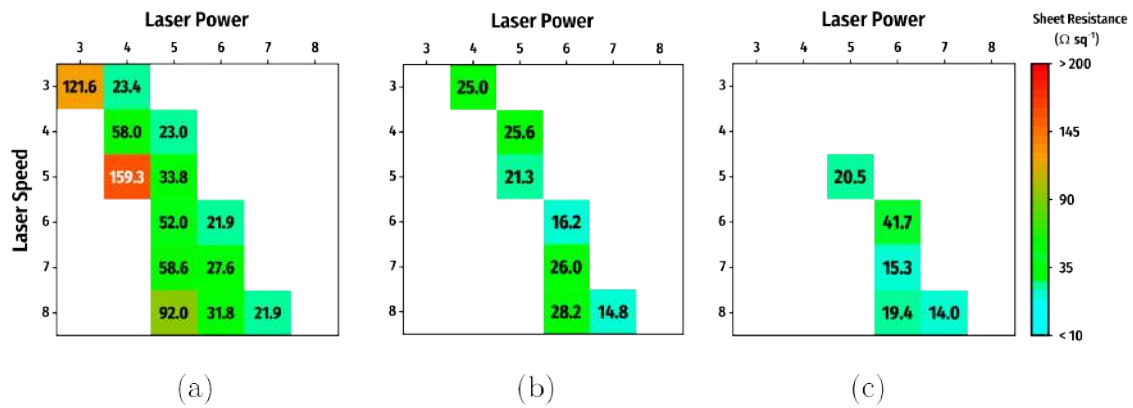 Laser Power
Laser Power
Laser Power
Sheet Resistance
(Ω sq⁻¹)
3 4 5 6 7 8
3 4 5 6 7 8
3 4 5 6 7 8
> 200
145
90
35
< 10
Laser Speed
3 121.6 23.4
4 58.0 23.0
5 159.3 33.8
6 52.0 21.9
7 58.6 27.6
8 92.0 31.8 21.9
3 25.0
4 25.6
5 21.3
6 16.2
7 26.0
8 28.2 14.8
3
4
5 20.5
6 41.7
7 15.3
8 19.4 14.0
(a)
(b)
(c)